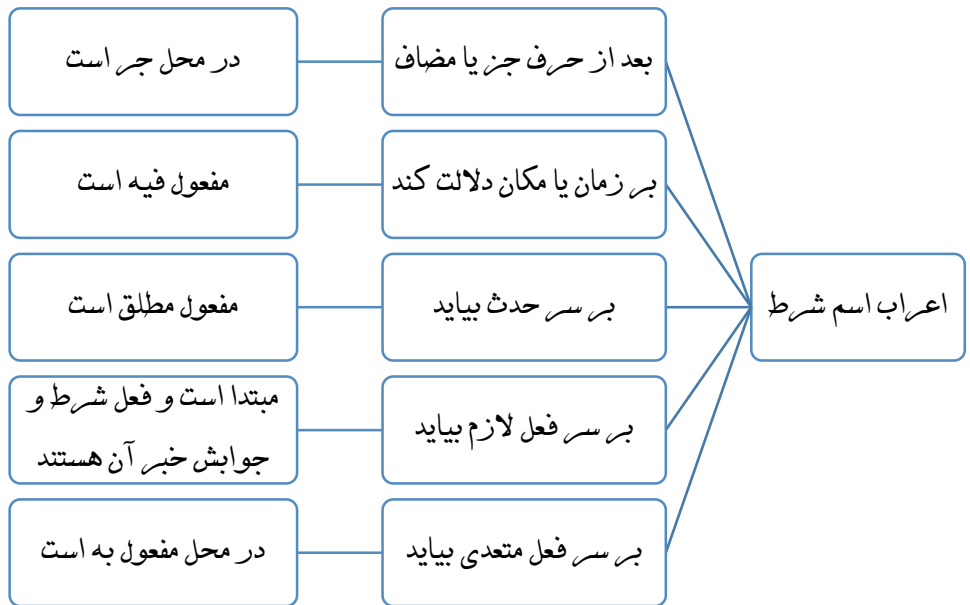 اعراب اسم شرط
بعد از حرف جز یا مضاف
در محل جر است
بر زمان یا مکان دلالت کند
مفعول فیه است
بر سر حدث بیاید
مفعول مطلق است
بر سر فعل لازم بیاید
مبتدا است و فعل شرط و
جوابش خبر آن هستند
بر سر فعل متعدی بیاید
در محل مفعول به است